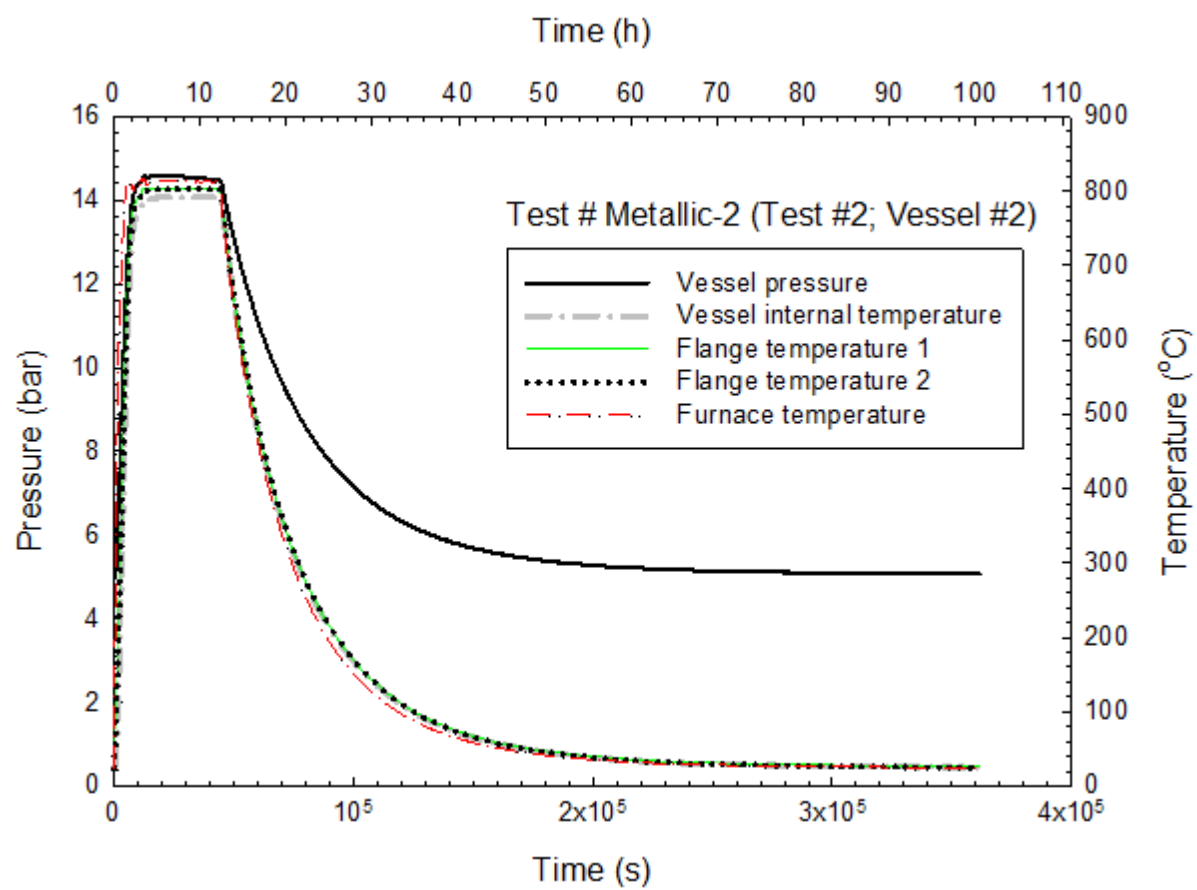 Time (h)
0 10 20 30 40 50 60 70 80 90 100 110
16 900
14 800
12 700
10 600
8 500
6 400
4 300
2 200
0 100
0
Test # Metallic-2 (Test #2; Vessel #2)
Vessel pressure
Vessel internal temperature
Flange temperature 1
Flange temperature 2
Furnace temperature
Pressure (bar)
Temperature (ºC)
0 10⁵ 2x10⁵ 3x10⁵ 4x10⁵
Time (s)